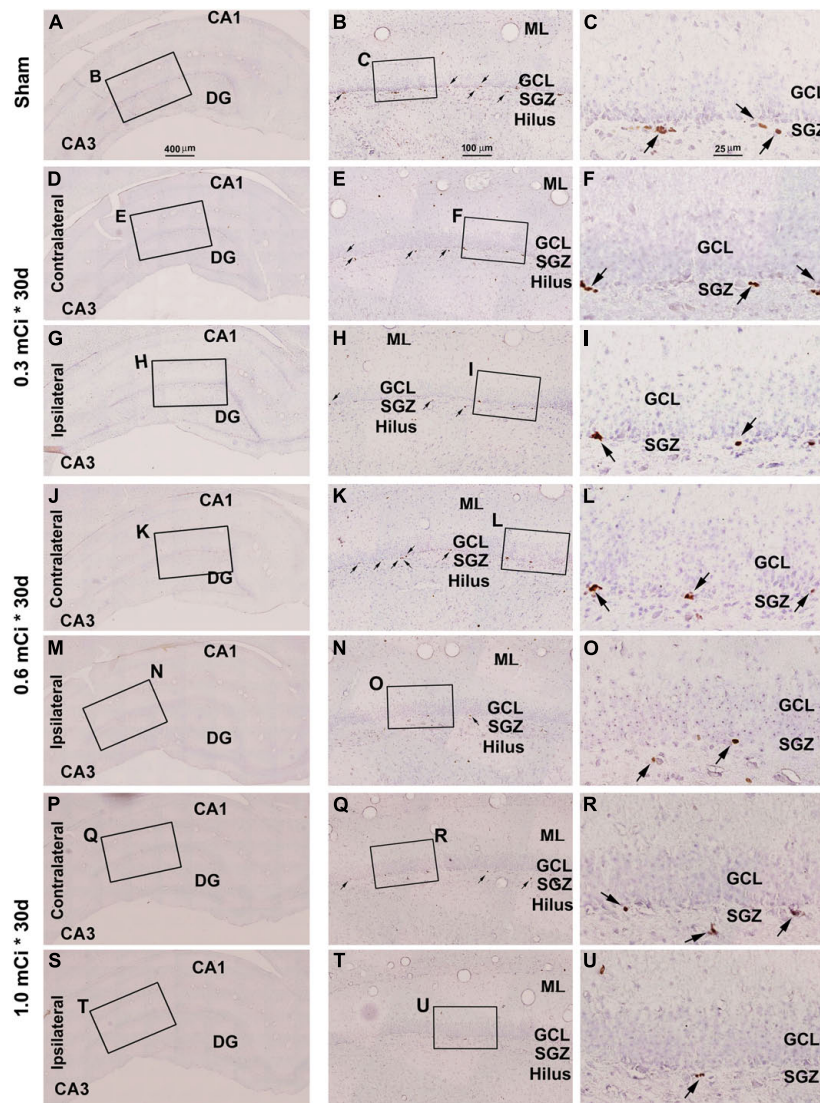 Sham
A
CA1
B
DG
CA3
400 µm
B
ML
C
GCL
SGZ
Hilus
100 µm
C
GCL
SGZ
25 µm
0.3 mCi * 30d
Contralateral
D
CA1
E
DG
CA3
E
ML
F
GCL
SGZ
Hilus
F
GCL
SGZ
Ipsilateral
G
CA1
H
DG
CA3
H
ML
I
GCL
SGZ
Hilus
I
GCL
SGZ
0.6 mCi * 30d
Contralateral
J
CA1
K
DG
CA3
K
ML
L
GCL
SGZ
Hilus
L
GCL
SGZ
Ipsilateral
M
CA1
N
DG
CA3
N
ML
O
GCL
SGZ
Hilus
O
GCL
SGZ
1.0 mCi * 30d
Contralateral
P
CA1
Q
DG
CA3
Q
ML
R
GCL
SGZ
Hilus
R
GCL
SGZ
Ipsilateral
S
CA1
T
DG
CA3
T
ML
U
GCL
SGZ
Hilus
U
GCL
SGZ